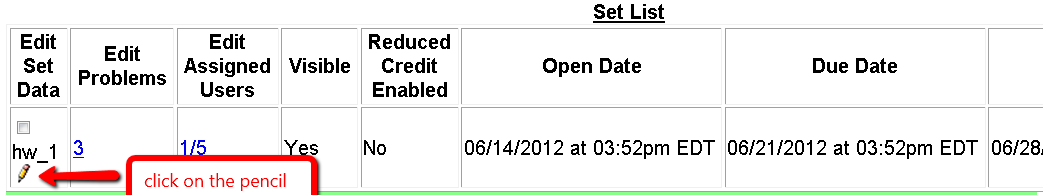 Set List
Edit Set Data Edit Problems Edit Assigned Users Visible Reduced Credit Enabled Open Date Due Date
hw_1 3 1/5 Yes No 06/14/2012 at 03:52pm EDT 06/21/2012 at 03:52pm EDT 06/28/
click on the pencil